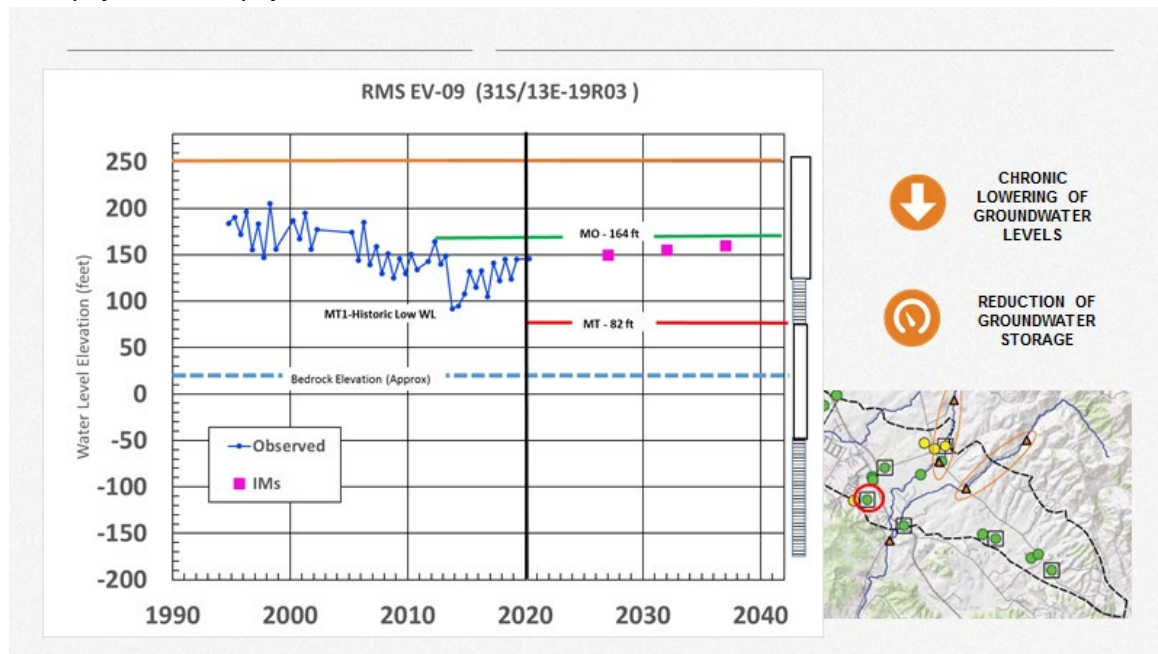 RMS EV-09 (31S/13E-19R03 )
Water Level Elevation (feet)
250
200
150
100
50
0
-50
-100
-150
-200
MO - 164 ft
MT1-Historic Low WL
MT - 82 ft
Bedrock Elevation (Approx)
Observed
IMs
1990
2000
2010
2020
2030
2040
CHRONIC
LOWERING OF
GROUNDWATER
LEVELS
REDUCTION OF
GROUNDWATER
STORAGE